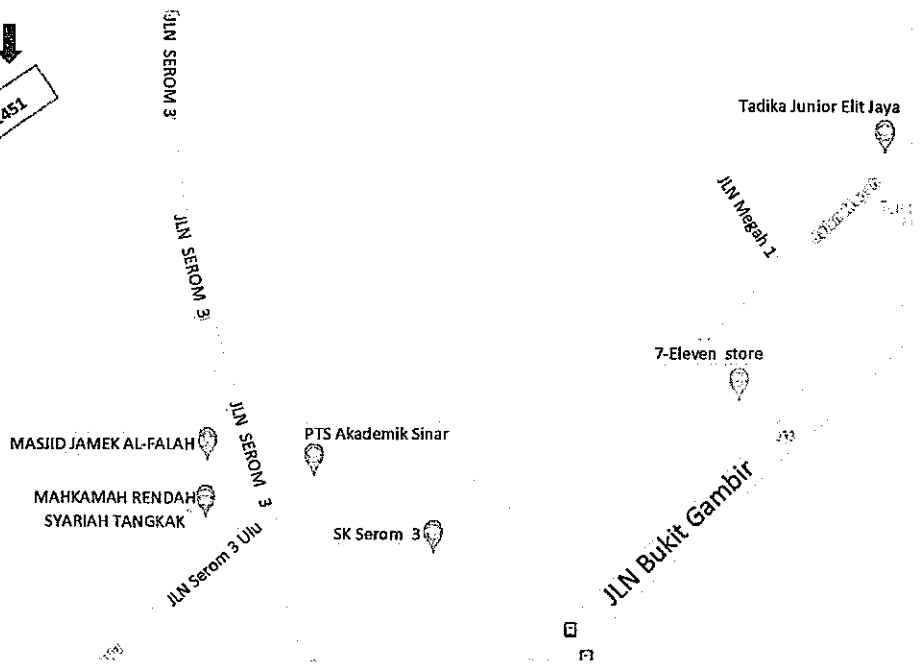 JLN SEROM 3
451
Tadika Junior Elit Jaya
JLN Megah 1
JLN SEROM 3
7-Eleven store
JLN SEROM 3
MASJID JAMEK AL-FALAH
PTS Akademik Sinar
MAHKAMAH RENDAH
SYARIAH TANGKAK
SK Serom 3
JLN Serom 3 Ulu
JLN Bukit Gambir